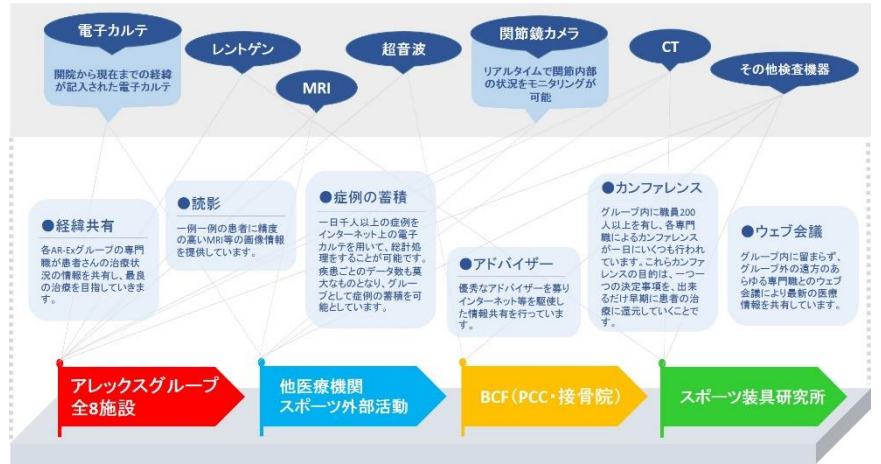 電子カルテ
開院から現在までの経緯
が記入された電子カルテ
レントゲン
MRI
超音波
関節鏡カメラ
リアルタイムで関節内部
の状況をモニタリングが
可能
CT
その他検査機器
●経緯共有
各AR-Exグループの専門
職が患者さんの治療状
況の情報を共有し、最良
の治療を目指していきま
す。
●読影
一例一例の患者に精度
の高いMRI等の画像情報
を提供しています。
●症例の蓄積
一日千人以上の症例を
インターネット上の電子
カルテを用いて、総計処
理をすることが可能です。
疾患ごとのデータ数も莫
大なものとなり、グルー
プとして症例の蓄積を可
能としています。
●アドバイザー
優秀なアドバイザーを募り
インターネット等を駆使し
た情報共有を行っていま
す。
●カンファレンス
グループ内に職員200
人以上を有し、各専門
職によるカンファレンス
が一日にいくつも行われ
ています。これらカンファ
レンスの目的は、一つ一
つの決定事項を、出来
るだけ早期に患者の治
療に還元していくことで
す。
●ウェブ会議
グループ内に留まらず、
グループ外の遠方のあ
らゆる専門職とのウェブ
会議により最新の医療
情報を共有しています。
アレックスグループ
全8施設
他医療機関
スポーツ外部活動
BCF(PCC・接骨院)
スポーツ装具研究所